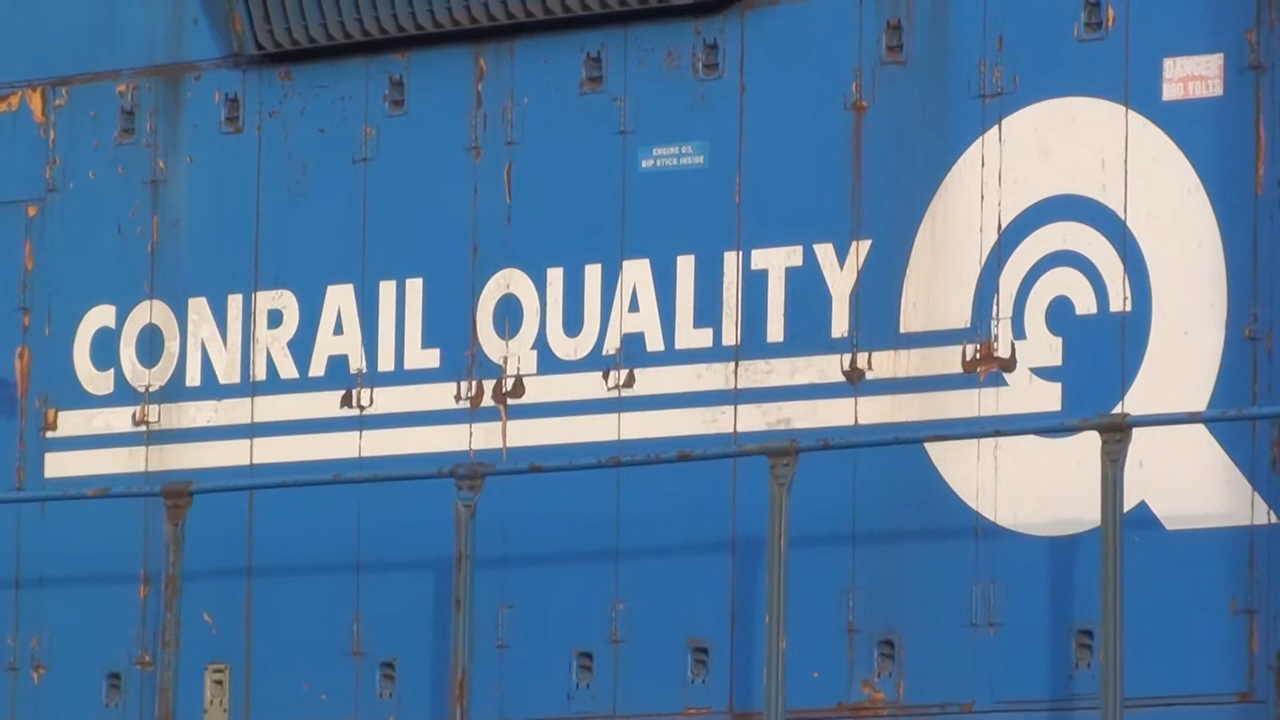 DANGER
600 VOLTS
ENGINE OIL
DIP STICK INSIDE
CONRAIL QUALITY